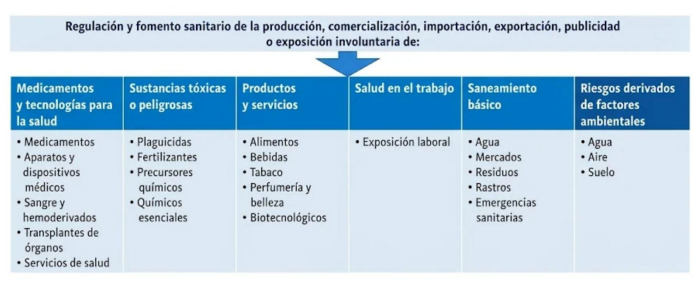 Regulación y fomento sanitario de la producción, comercialización, importación, exportación, publicidad
o exposición involuntaria de:
Medicamentos
y tecnologías para
la salud
• Medicamentos
• Aparatos y
dispositivos
médicos
• Sangre y
hemoderivados
• Transplantes de
órganos
• Servicios de salud
Sustancias tóxicas
o peligrosas
• Plaguicidas
• Fertilizantes
• Precursores
químicos
• Químicos
esenciales
Productos
y servicios
• Alimentos
• Bebidas
• Tabaco
• Perfumería y
belleza
• Biotecnológicos
Salud en el trabajo
• Exposición laboral
Saneamiento
básico
• Agua
• Mercados
• Residuos
• Rastros
• Emergencias
sanitarias
Riesgos derivados
de factores
ambientales
• Agua
• Aire
• Suelo